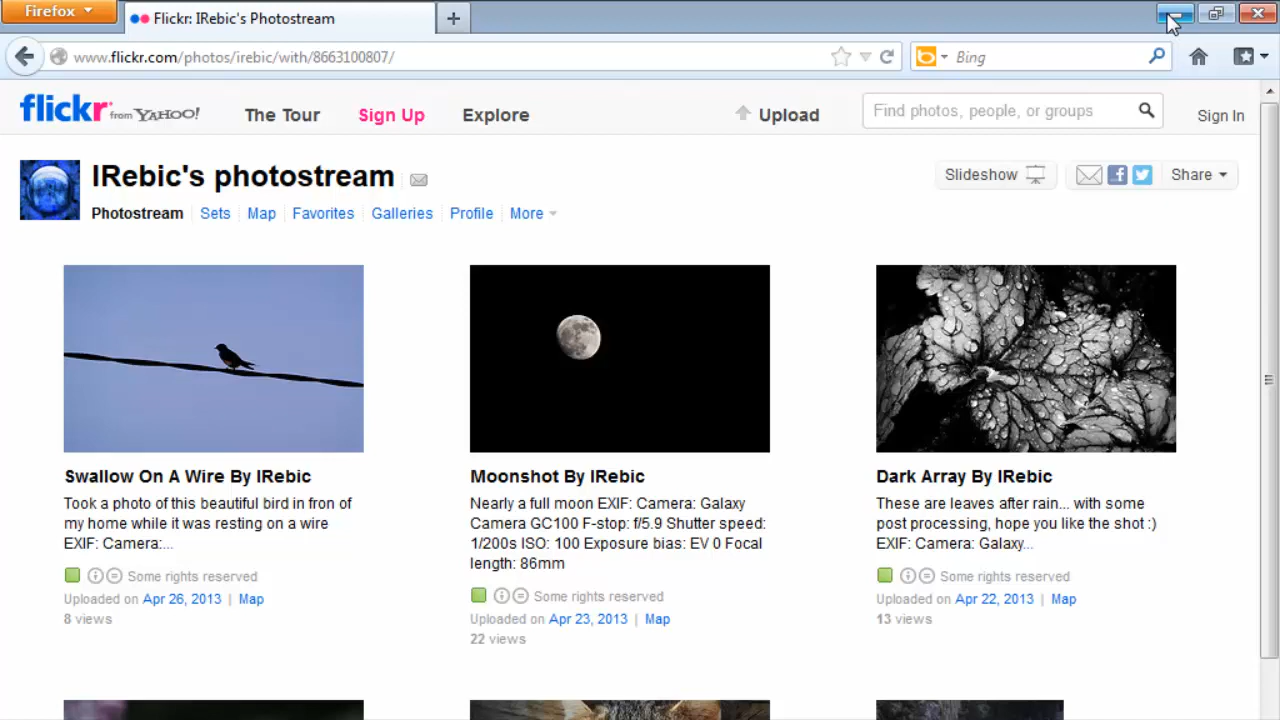 Firefox
Flickr: IRebic's Photostream
www.flickr.com/photos/irebic/with/8663100807/
Bing
flickr from YAHOO!
The Tour
Sign Up
Explore
Upload
Find photos, people, or groups
Sign In
IRebic's photostream
Slideshow
Share
Photostream
Sets
Map
Favorites
Galleries
Profile
More
Swallow On A Wire By IRebic
Took a photo of this beautiful bird in fron of
my home while it was resting on a wire
EXIF: Camera:...
Some rights reserved
Uploaded on Apr 26, 2013 | Map
8 views
Moonshot By IRebic
Nearly a full moon EXIF: Camera: Galaxy
Camera GC100 F-stop: f/5.9 Shutter speed:
1/200s ISO: 100 Exposure bias: EV 0 Focal
length: 86mm
Some rights reserved
Uploaded on Apr 23, 2013 | Map
22 views
Dark Array By IRebic
These are leaves after rain... with some
post processing, hope you like the shot :)
EXIF: Camera: Galaxy...
Some rights reserved
Uploaded on Apr 22, 2013 | Map
13 views